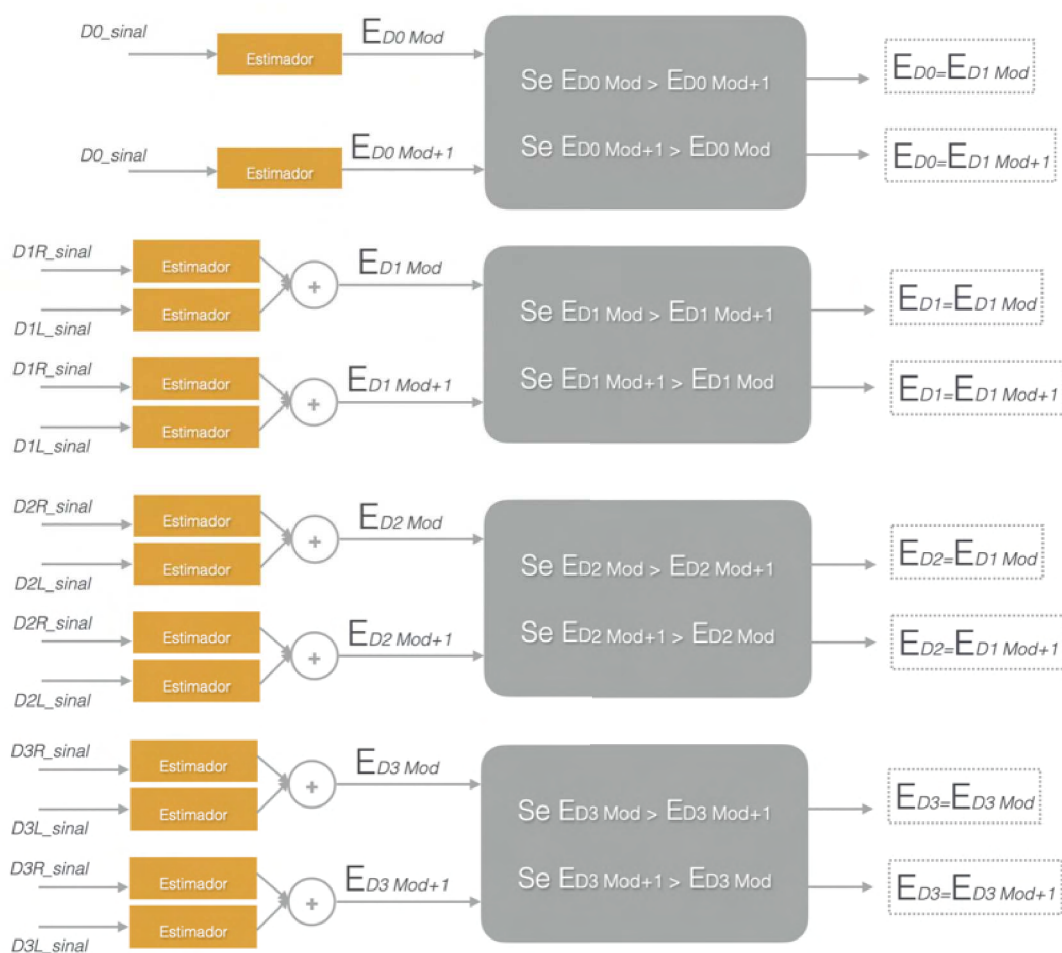 D0_sinal
Estimador
ED0 Mod
D0_sinal
Estimador
ED0 Mod+1
Se ED0 Mod > ED0 Mod+1
Se ED0 Mod+1 > ED0 Mod
ED0=ED1 Mod
ED0=ED1 Mod+1
D1R_sinal
Estimador
Estimador
D1L_sinal
+
ED1 Mod
D1R_sinal
Estimador
Estimador
D1L_sinal
+
ED1 Mod+1
Se ED1 Mod > ED1 Mod+1
Se ED1 Mod+1 > ED1 Mod
ED1=ED1 Mod
ED1=ED1 Mod+1
D2R_sinal
Estimador
Estimador
D2L_sinal
+
ED2 Mod
D2R_sinal
Estimador
Estimador
D2L_sinal
+
ED2 Mod+1
Se ED2 Mod > ED2 Mod+1
Se ED2 Mod+1 > ED2 Mod
ED2=ED1 Mod
ED2=ED1 Mod+1
D3R_sinal
Estimador
Estimador
D3L_sinal
+
ED3 Mod
D3R_sinal
Estimador
Estimador
D3L_sinal
+
ED3 Mod+1
Se ED3 Mod > ED3 Mod+1
Se ED3 Mod+1 > ED3 Mod
ED3=ED3 Mod
ED3=ED3 Mod+1